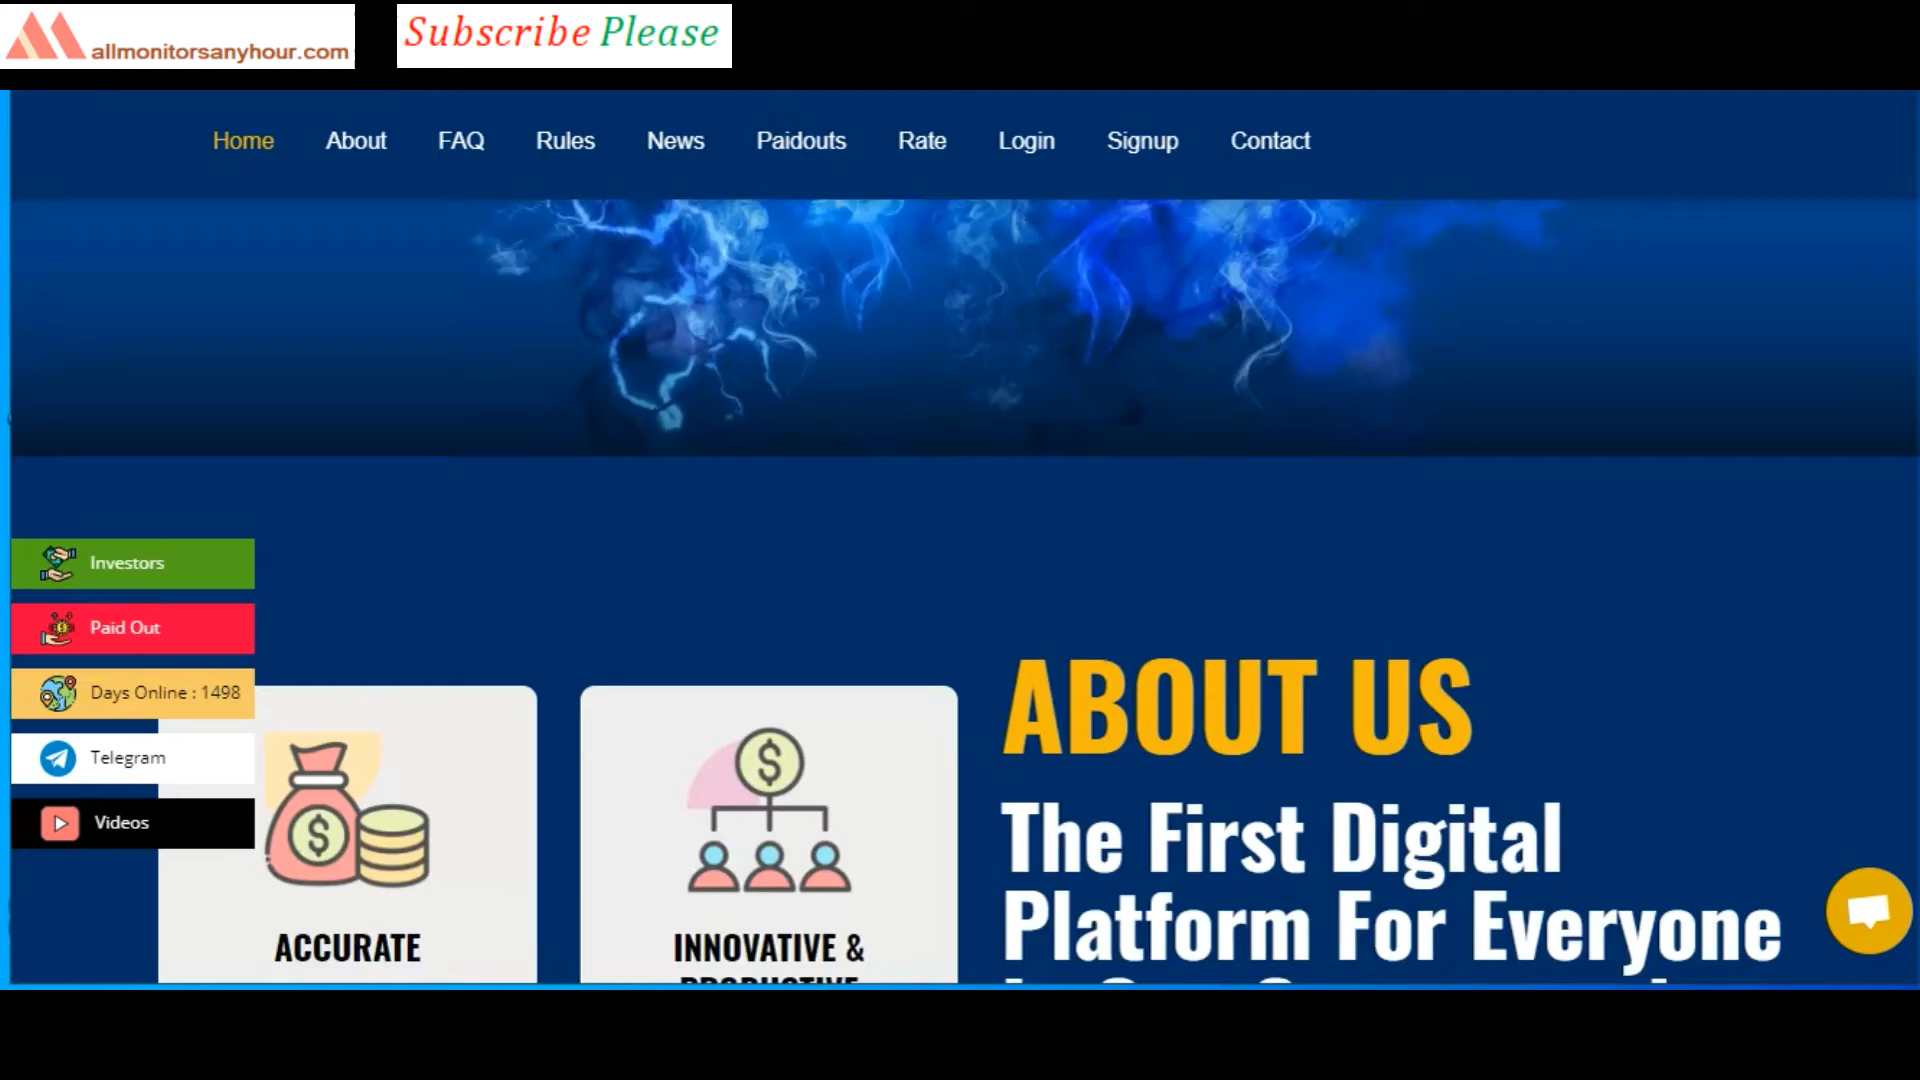 allmonitorsanyhour.com
Subscribe Please
Home About FAQ Rules News Paidouts Rate Login Signup Contact
Investors
Paid Out
Days Online : 1498
Telegram
Videos
ACCURATE
INNOVATIVE &
PRODUCTIVE
ABOUT US
The First Digital
Platform For Everyone